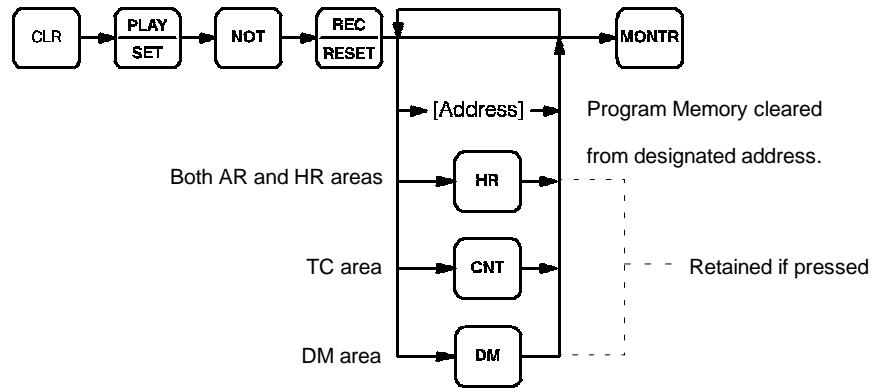 CLR
PLAY
SET
NOT
REC
RESET
MONTR
[Address]
Program Memory cleared
from designated address.
Both AR and HR areas
HR
TC area
CNT
Retained if pressed
DM area
DM